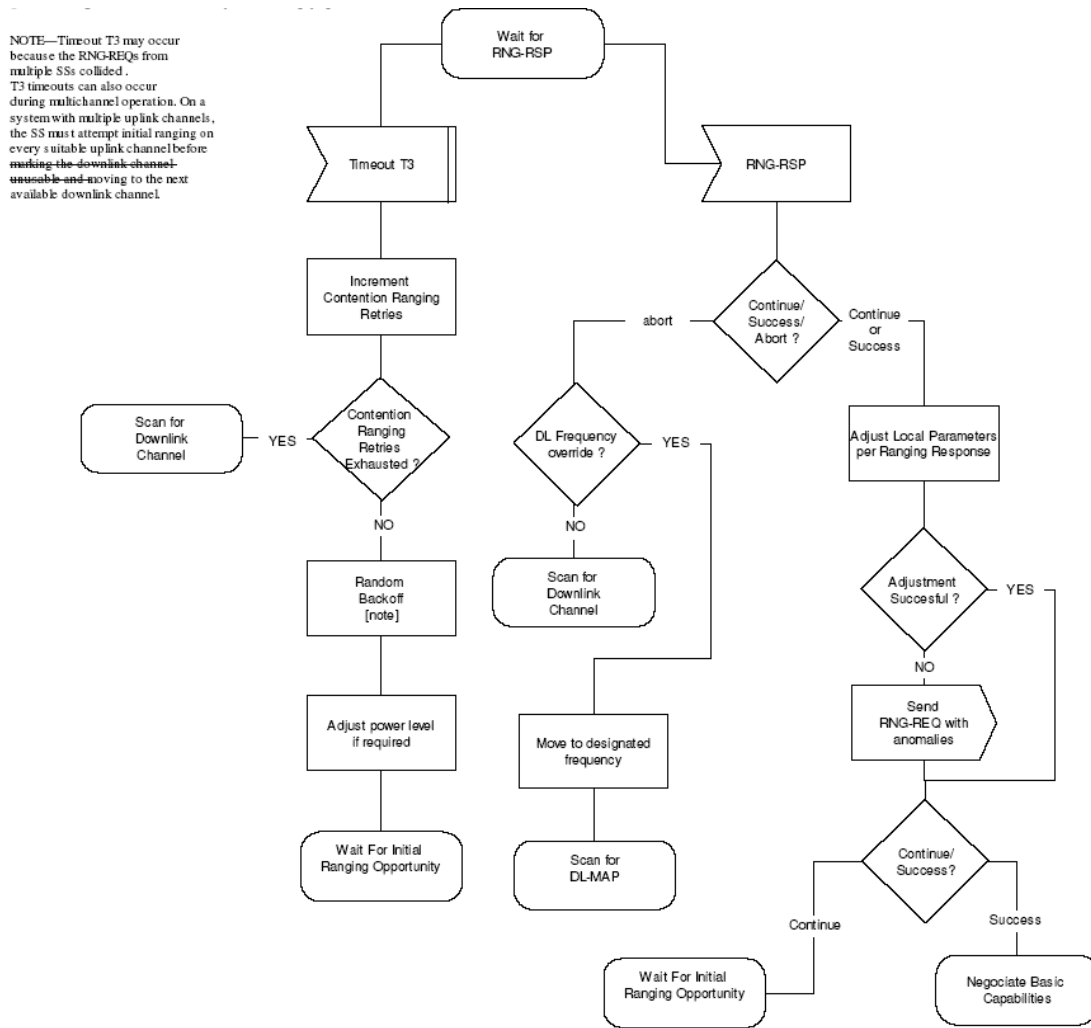 NOTE—Timeout T3 may occur
because the RNG-REQs from
multiple SSs collided .
T3 timeouts can also occur
during multichannel operation. On a
system with multiple uplink channels,
the SS must attempt initial ranging on
every suitable uplink channel before
marking the downlink channel
unusable and moving to the next
available downlink channel.
Wait for
RNG-RSP
Timeout T3
RNG-RSP
Increment
Contention Ranging
Retries
Continue/
Success/
Abort ?
abort
Continue
or
Success
Scan for
Downlink
Channel
YES
Contention
Ranging
Retries
Exhausted ?
NO
DL Frequency
override ?
YES
NO
Adjust Local Parameters
per Ranging Response
Random
Backoff
[note]
Scan for
Downlink
Channel
Adjustment
Succesful ?
YES
NO
Adjust power level
if required
Move to designated
frequency
Send
RNG-REQ with
anomalies
Wait For Initial
Ranging Opportunity
Scan for
DL-MAP
Continue/
Success?
Continue
Success
Wait For Initial
Ranging Opportunity
Negociate Basic
Capabilities